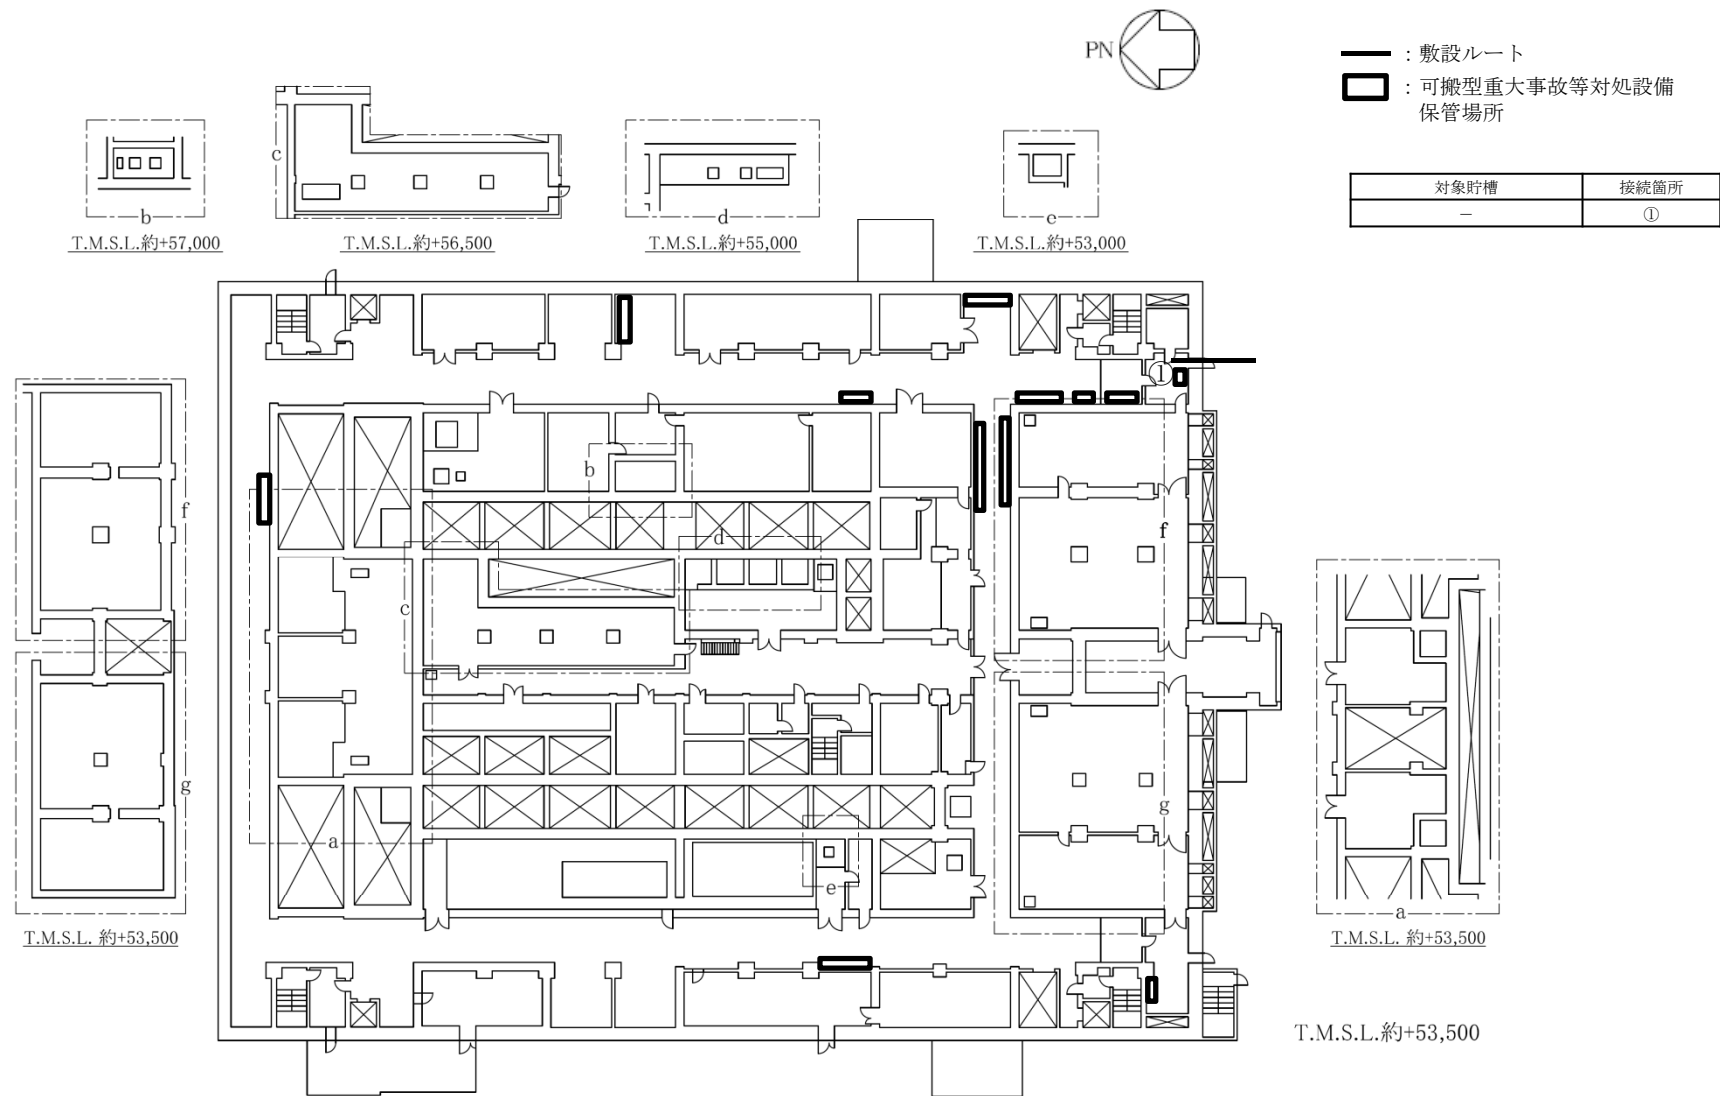 PN
：敷設ルート
：可搬型重大事故等対処設備
保管場所
対象貯槽 接続箇所
－ ①
b
T.M.S.L.約+57,000
c
T.M.S.L.約+56,500
d
T.M.S.L.約+55,000
e
T.M.S.L.約+53,000
①
f
g
T.M.S.L. 約+53,500
b
d
c
a
e
f
g
a
T.M.S.L. 約+53,500
T.M.S.L.約+53,500